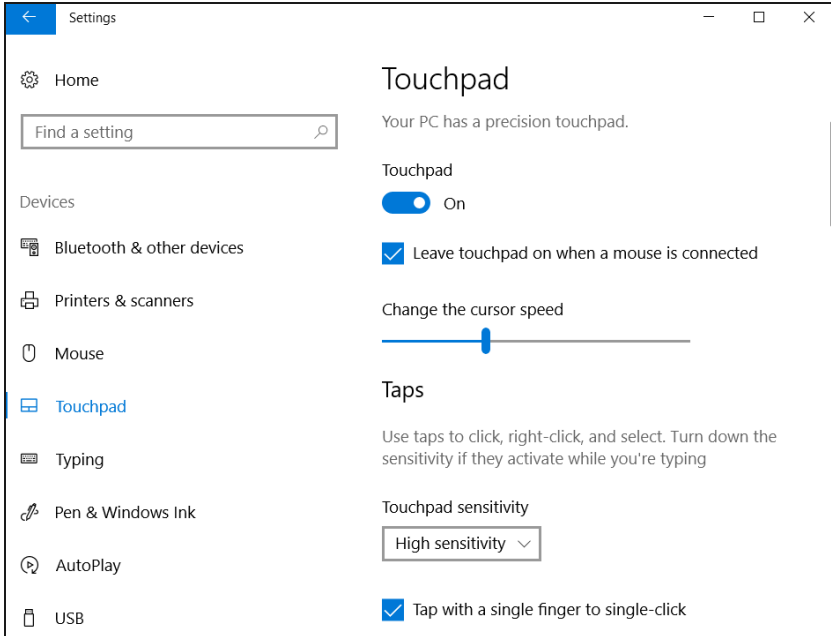 Settings
Home
Find a setting
Devices
Bluetooth & other devices
Printers & scanners
Mouse
Touchpad
Typing
Pen & Windows Ink
AutoPlay
USB
Touchpad
Your PC has a precision touchpad.
Touchpad
On
Leave touchpad on when a mouse is connected
Change the cursor speed
Taps
Use taps to click, right-click, and select. Turn down the
sensitivity if they activate while you're typing
Touchpad sensitivity
High sensitivity
Tap with a single finger to single-click